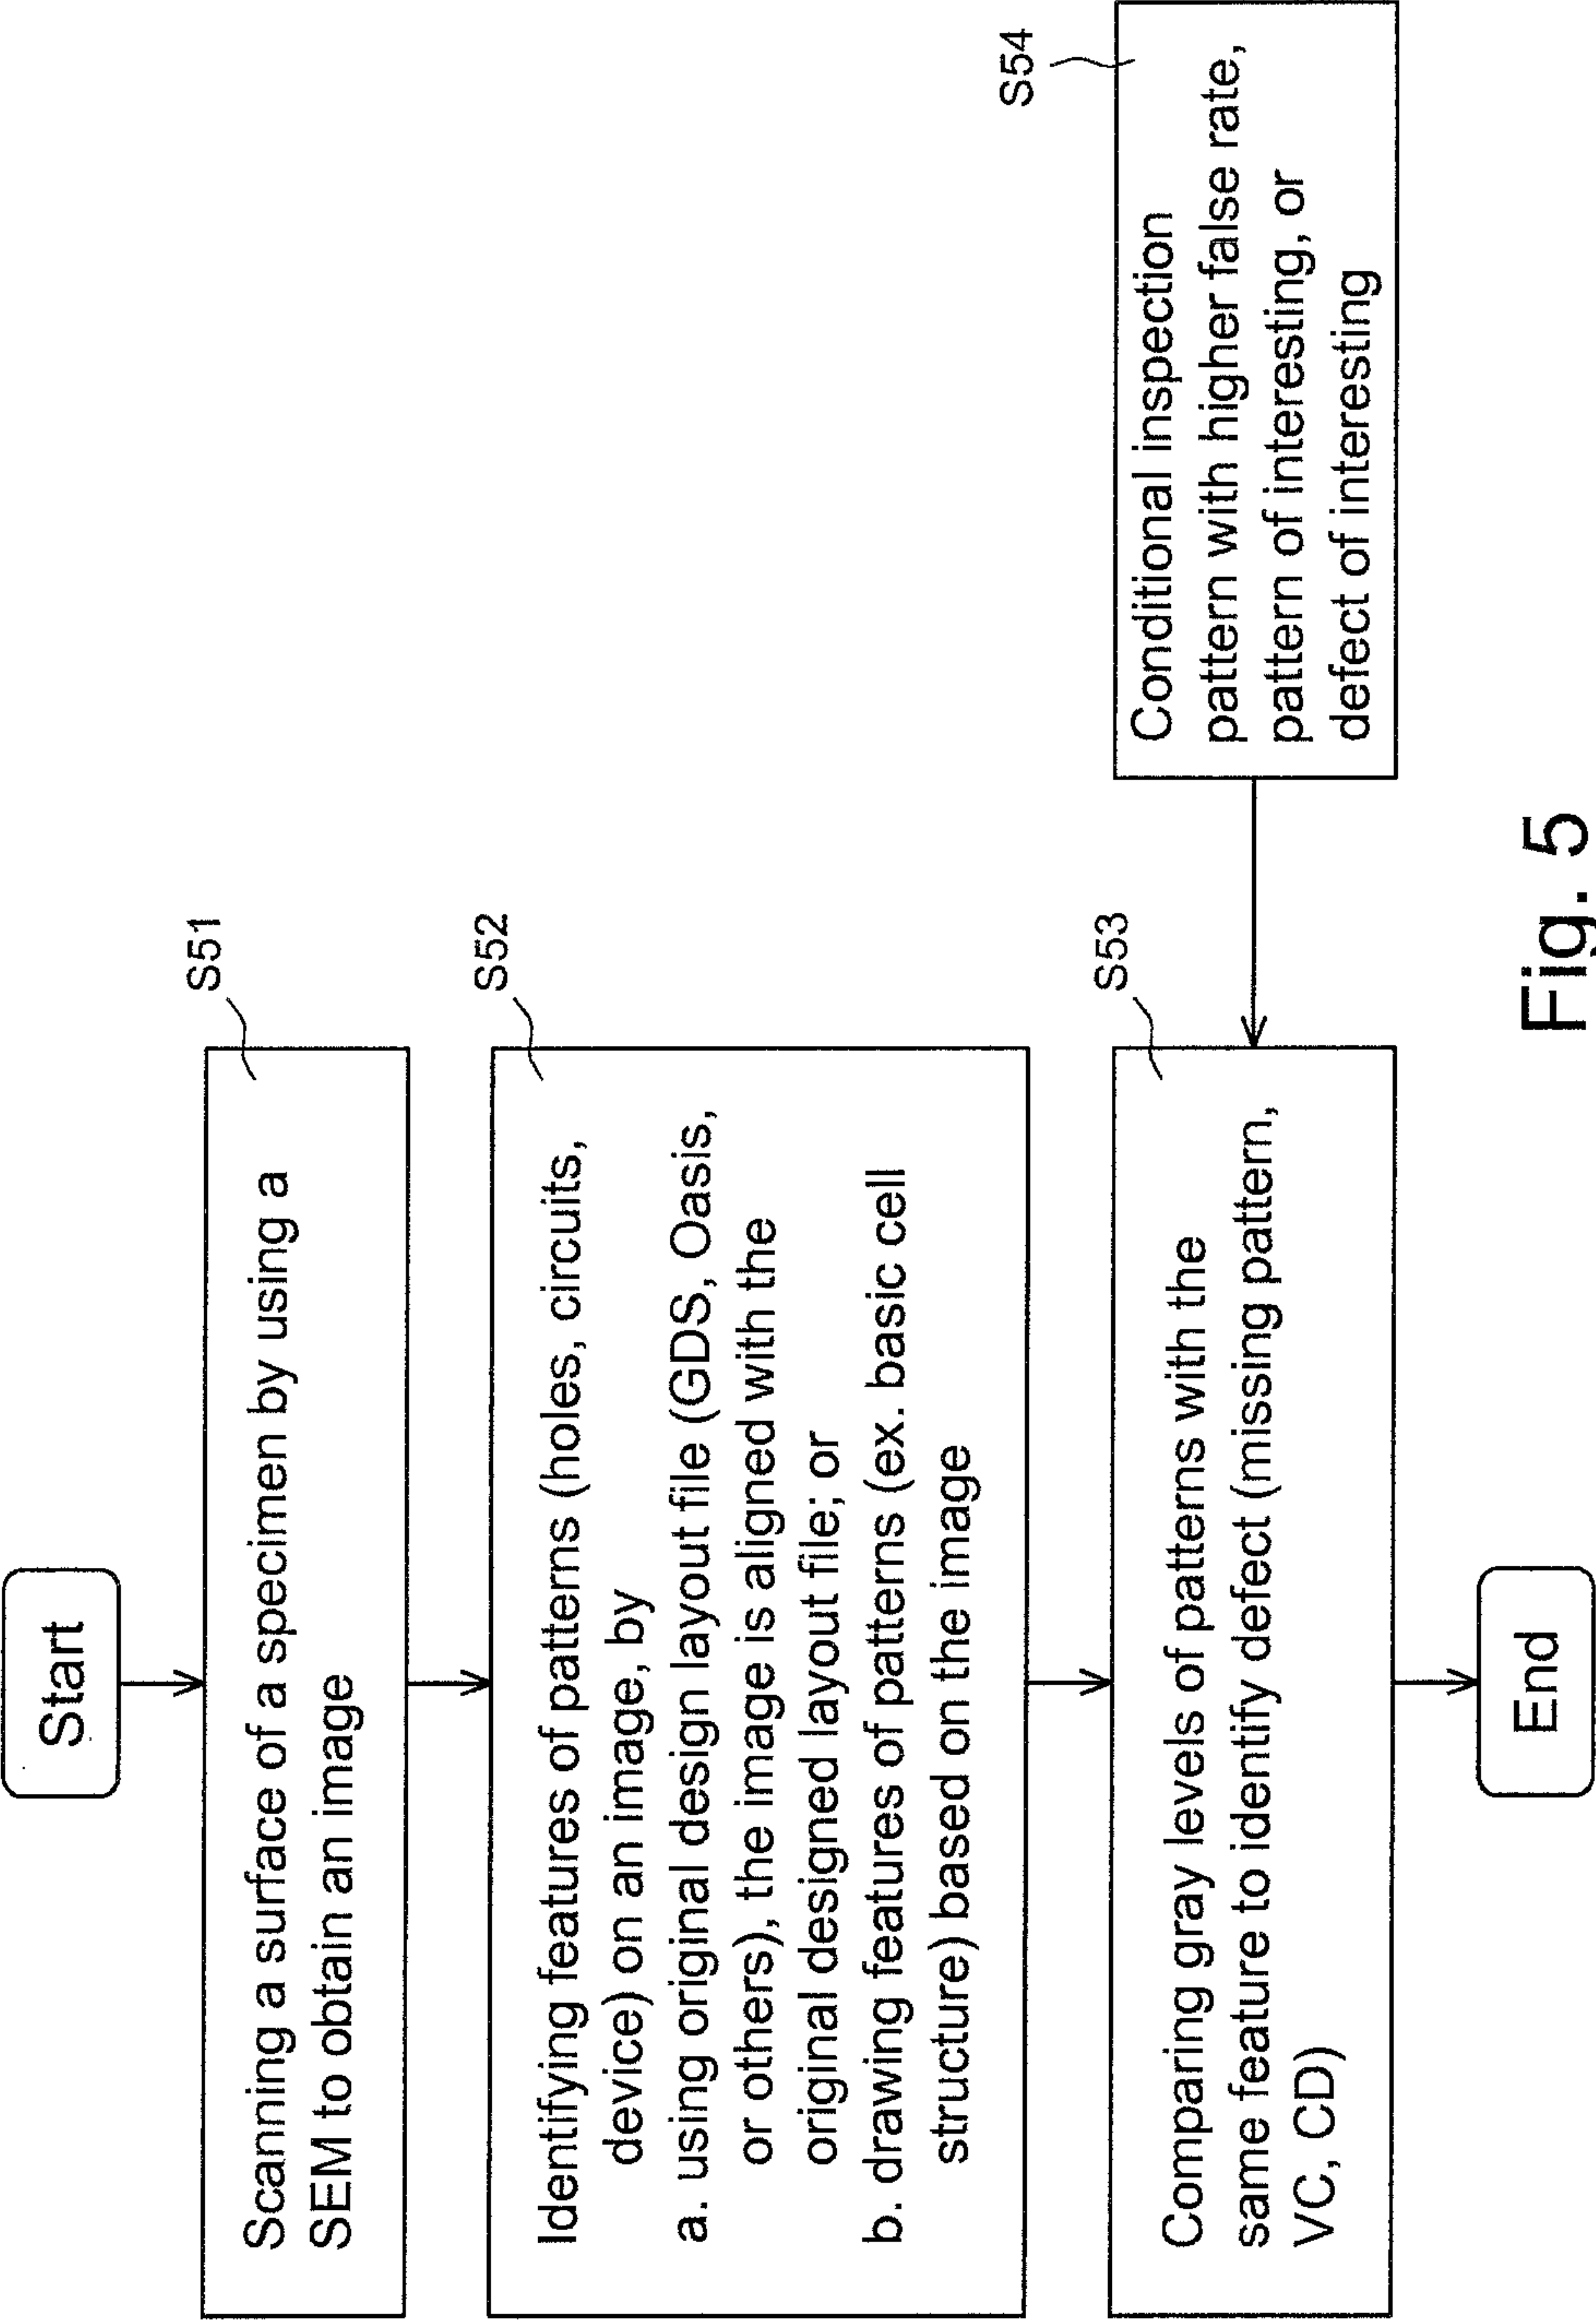 Start
S51
Scanning a surface of a specimen by using a
SEM to obtain an image
S52
Identifying features of patterns (holes, circuits,
device) on an image, by
a. using original design layout file (GDS, Oasis,
or others), the image is aligned with the
original designed layout file; or
b. drawing features of patterns (ex. basic cell
structure) based on the image
S53
Comparing gray levels of patterns with the
same feature to identify defect (missing pattern,
VC, CD)
S54
Conditional inspection
pattern with higher false rate,
pattern of interesting, or
defect of interesting
End
Fig. 5